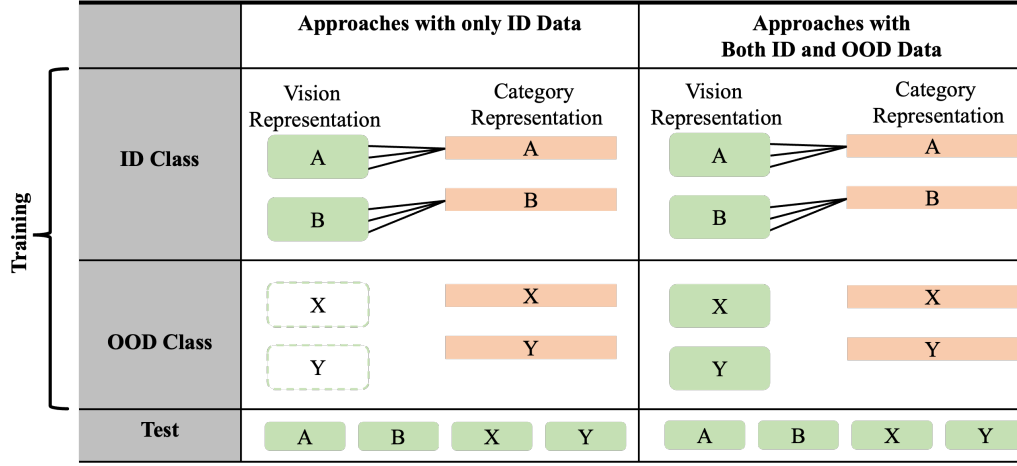 Approaches with only ID Data
Approaches with
Both ID and OOD Data
Training
ID Class
Vision
Representation
Category
Representation
A
A
B
B
Vision
Representation
Category
Representation
A
A
B
B
OOD Class
X
X
Y
Y
X
X
Y
Y
Test
A B X Y
A B X Y